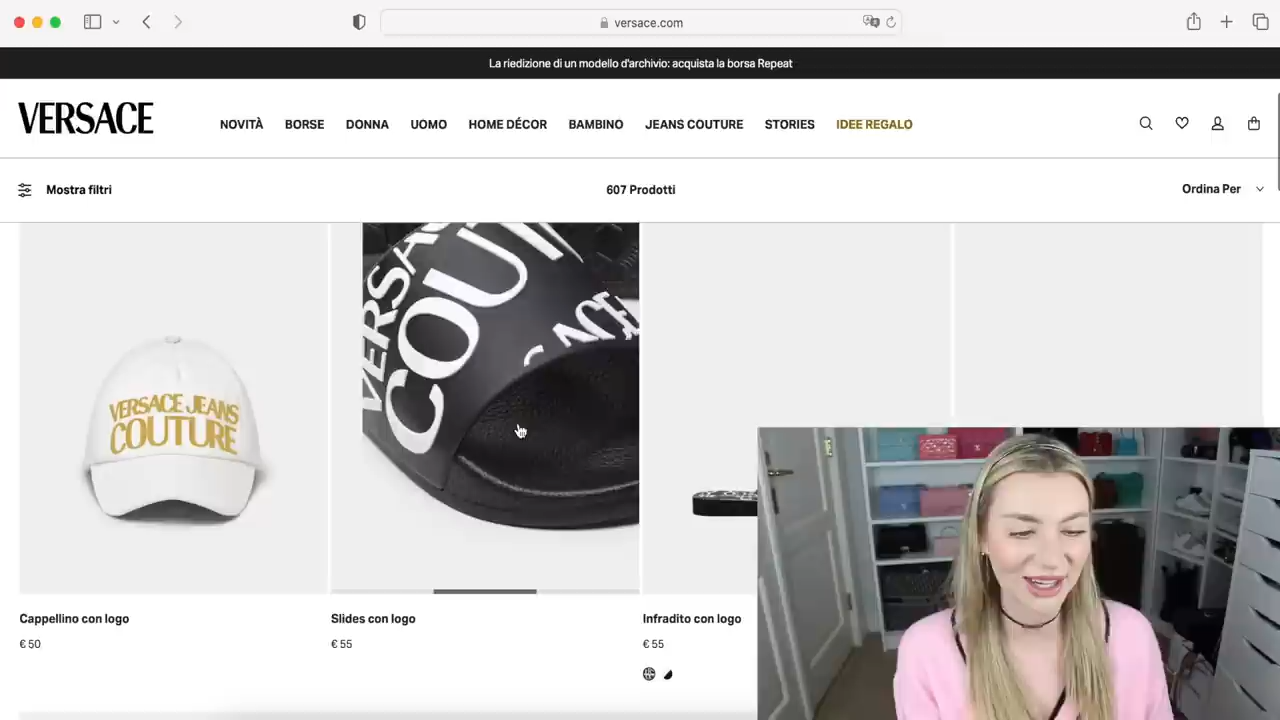 versace.com
La riedizione di un modello d'archivio: acquista la borsa Repeat
VERSACE
NOVITÀ
BORSE
DONNA
UOMO
HOME DÉCOR
BAMBINO
JEANS COUTURE
STORIES
IDEE REGALO
Mostra filtri
607 Prodotti
Ordina Per
VERSACE JEANS
COUTURE
VERSA
COUTU
Cappellino con logo
€ 50
Slides con logo
€ 55
Infradito con logo
€ 55